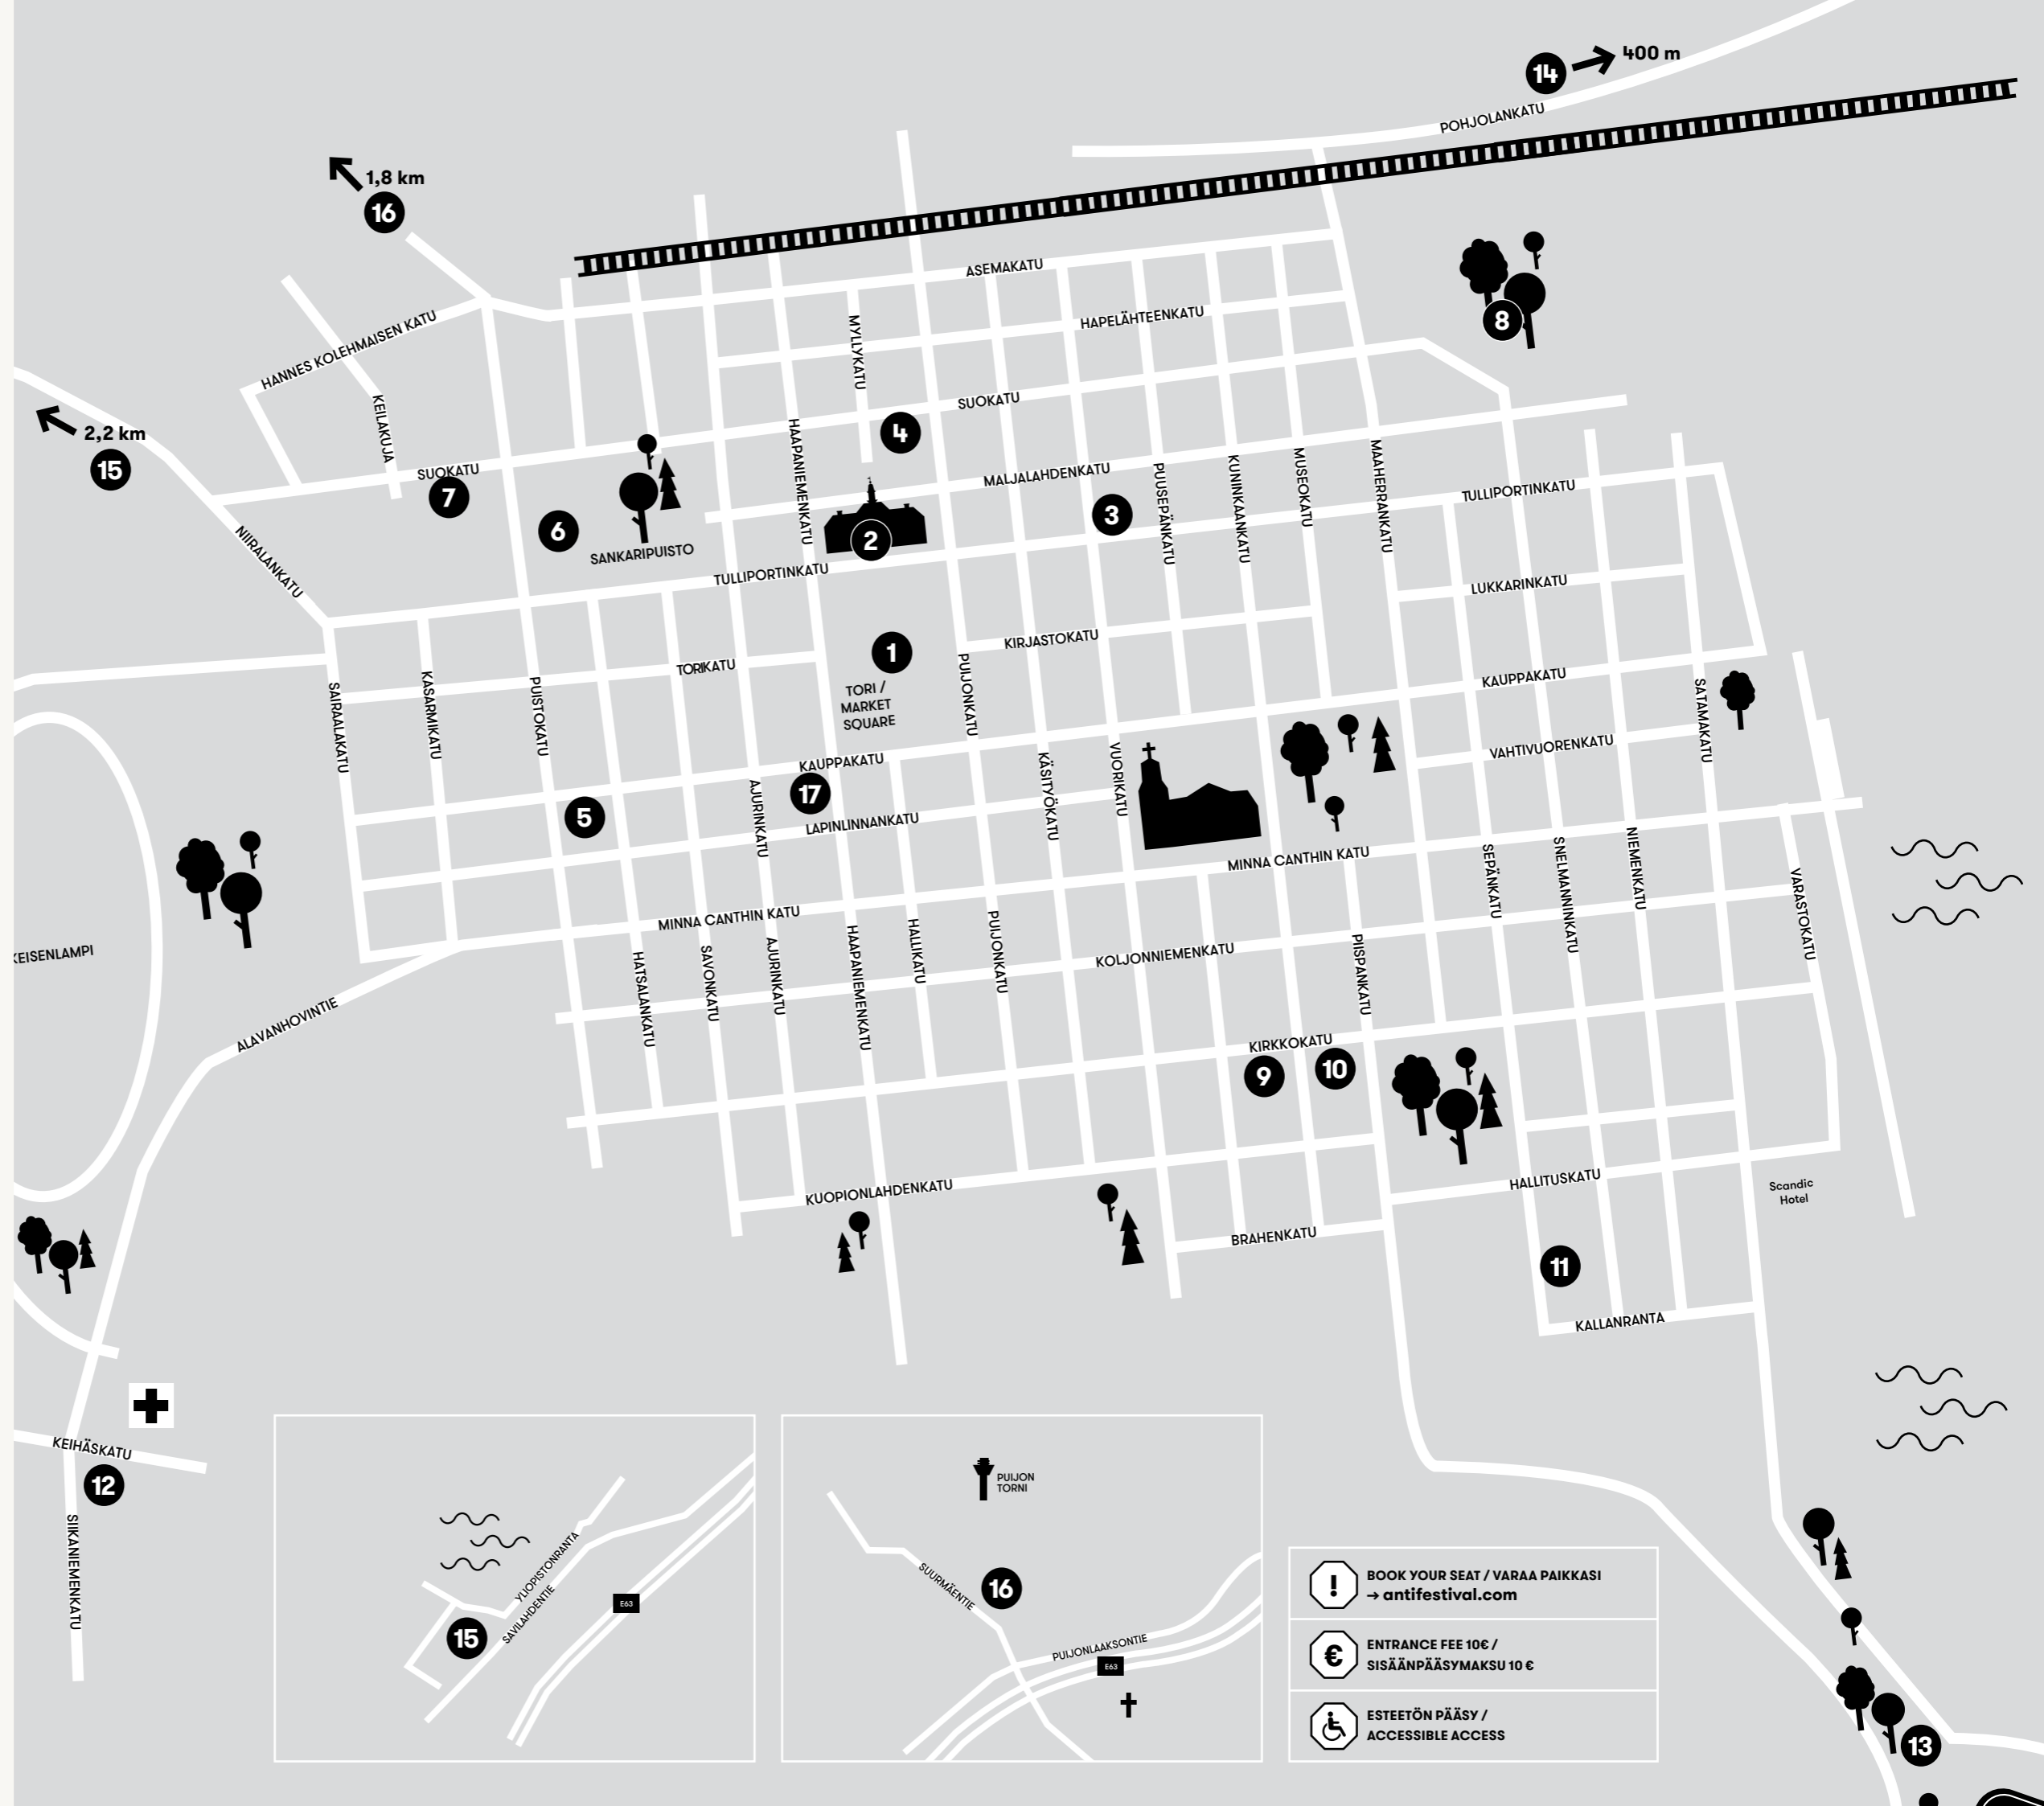 14
400 m
POHJOLANKATU
1,8 km
16
ASEMAKATU
HAPELÄHTEENKATU
8
HANNES KOLEHMAISEN KATU
MYLLYKATU
KEILAKUJA
SUOKATU
4
2,2 km
15
SUOKATU
7
HAAPANIEMENKATU
MALJALAHDENKATU
PUUSEPÄNKATU
KUNINKAANKATU
MUSEOKATU
MAAHERRANKATU
TULLIPORTINKATU
3
6
SANKARIPUISTO
2
NIIRALANKATU
TULLIPORTINKATU
LUKKARINKATU
KIRJASTOKATU
1
TORI /
MARKET
SQUARE
TORIKATU
SAIRAALAKATU
KASARMIKATU
PUISTOKATU
PUIJONKATU
KAUPPAKATU
SATAMAKATU
VAHTIVUORENKATU
KAUPPAKATU
17
5
AJURINKATU
LAPINLINNANKATU
KÄSITYÖKATU
VUORIKATU
MINNA CANTHIN KATU
SEPÄNKATU
SNELMANNINKATU
NIEMENKATU
VARASTOKATU
MINNA CANTHIN KATU
KEISENLAMPI
HATSALANKATU
SAVONKATU
AJURINKATU
HAAPANIEMENKATU
HALLIKATU
PUIJONKATU
KOLJONNIEMENKATU
PIISPANKATU
ALAVANHOVINTIE
KIRKKOKATU
9
10
KUOPIONLAHDENKATU
HALLITUSKATU
Scandic
Hotel
BRAHENKATU
11
KALLANRANTA
KEIHÄSKATU
12
SIIKANIEMENKATU
YLIOPISTONRANTA
SAVILAHDENTIE
E63
15
PUIJON
TORNI
SUURMÄENTIE
16
PUIJONLAAKSONTIE
E63
!
BOOK YOUR SEAT / VARAA PAIKKASI
→ antifestival.com
€
ENTRANCE FEE 10€ /
SISÄÄNPÄÄSYMAKSU 10 €
ESTEETÖN PÄÄSY /
ACCESSIBLE ACCESS
13